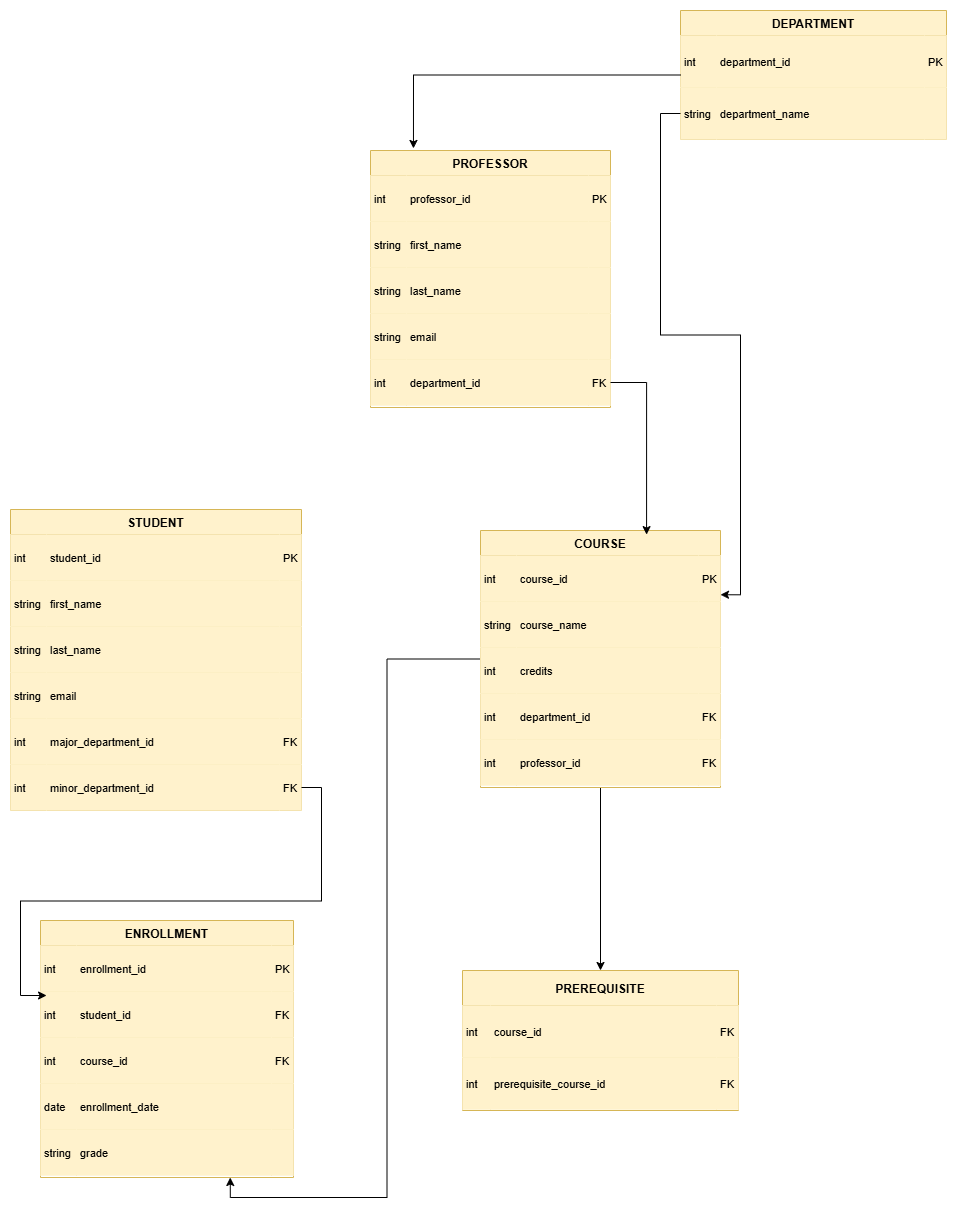 DEPARTMENT
int department_id PK
string department_name
PROFESSOR
int professor_id PK
string first_name
string last_name
string email
int department_id FK
STUDENT
int student_id PK
string first_name
string last_name
string email
int major_department_id FK
int minor_department_id FK
COURSE
int course_id PK
string course_name
int credits
int department_id FK
int professor_id FK
ENROLLMENT
int enrollment_id PK
int student_id FK
int course_id FK
date enrollment_date
string grade
PREREQUISITE
int course_id FK
int prerequisite_course_id FK